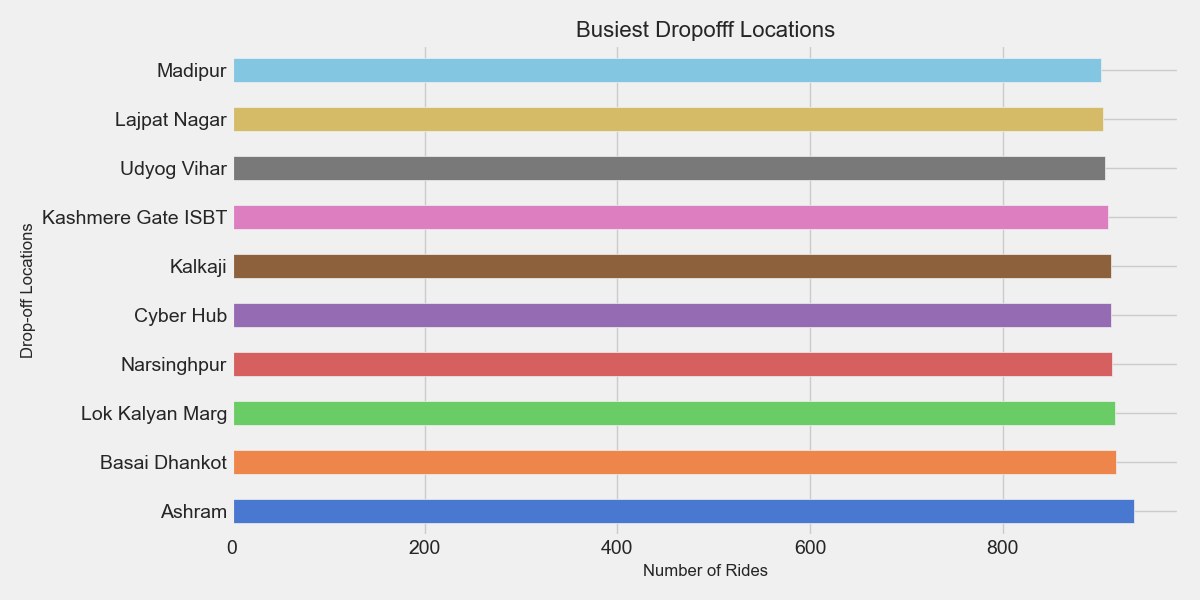 Busiest Dropofff Locations
Madipur
Lajpat Nagar
Udyog Vihar
Kashmere Gate ISBT
Kalkaji
Cyber Hub
Narsinghpur
Lok Kalyan Marg
Basai Dhankot
Ashram
Drop-off Locations
0 200 400 600 800
Number of Rides